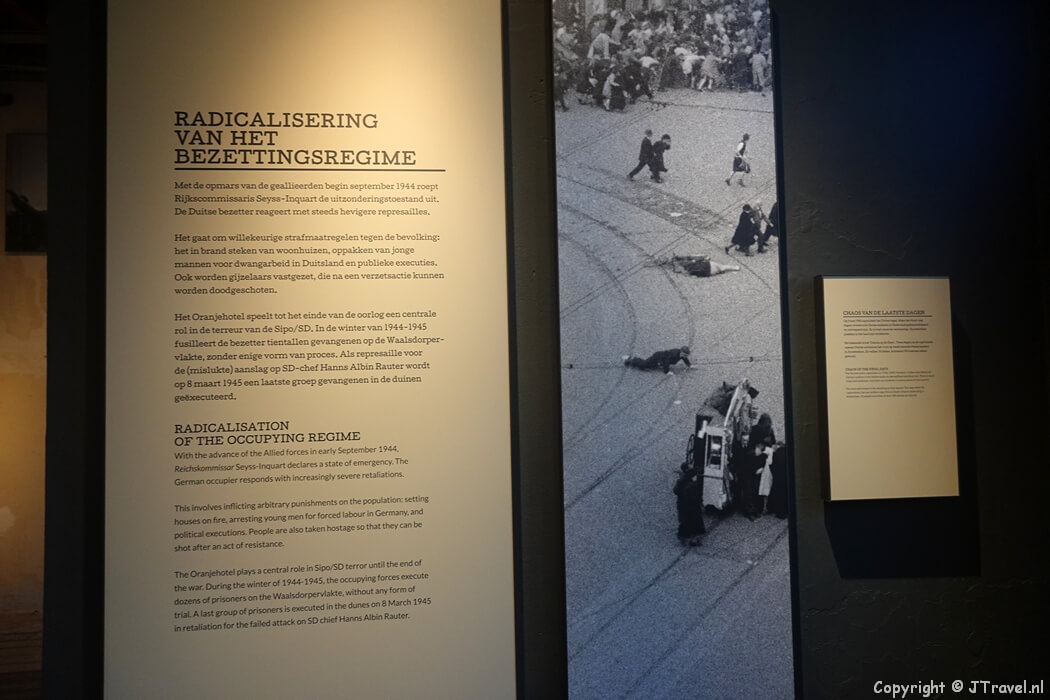 RADICALISERING
VAN HET
BEZETTINGSREGIME
Met de opmars van de geallieerden begin september 1944 roept
Rijkscommissaris Seyss-Inquart de uitzonderingstoestand uit.
De Duitse bezetter reageert met steeds hevigere represailles.
Het gaat om willekeurige strafmaatregelen tegen de bevolking:
het in brand steken van woonhuizen, oppakken van jonge
mannen voor dwangarbeid in Duitsland en publieke executies.
Ook worden gijzelaars vastgezet, die na een verzetsactie kunnen
worden doodgeschoten.
Het Oranjehotel speelt tot het einde van de oorlog een centrale
rol in de terreur van de Sipo/SD. In de winter van 1944-1945
fusilleert de bezetter tientallen gevangenen op de Waalsdorper-
vlakte, zonder enige vorm van proces. Als represaille voor
de (mislukte) aanslag op SD-chef Hanns Albin Rauter wordt
op 8 maart 1945 een laatste groep gevangenen in de duinen
geëxecuteerd.
RADICALISATION
OF THE OCCUPYING REGIME
With the advance of the Allied forces in early September 1944,
Reichskommissar Seyss-Inquart declares a state of emergency. The
German occupier responds with increasingly severe retaliations.
This involves inflicting arbitrary punishments on the population: setting
houses on fire, arresting young men for forced labour in Germany, and
political executions. People are also taken hostage so that they can be
shot after an act of resistance.
The Oranjehotel plays a central role in Sipo/SD terror until the end of
the war. During the winter of 1944-1945, the occupying forces execute
dozens of prisoners on the Waalsdorpervlakte, without any form of
trial. A last group of prisoners is executed in the dunes on 8 March 1945
in retaliation for the failed attack on SD chief Hanns Albin Rauter.
CHAOS VAN DE LAATSTE DAGEN
CHAOS OF THE FINAL DAYS
Copyright © JTravel.nl